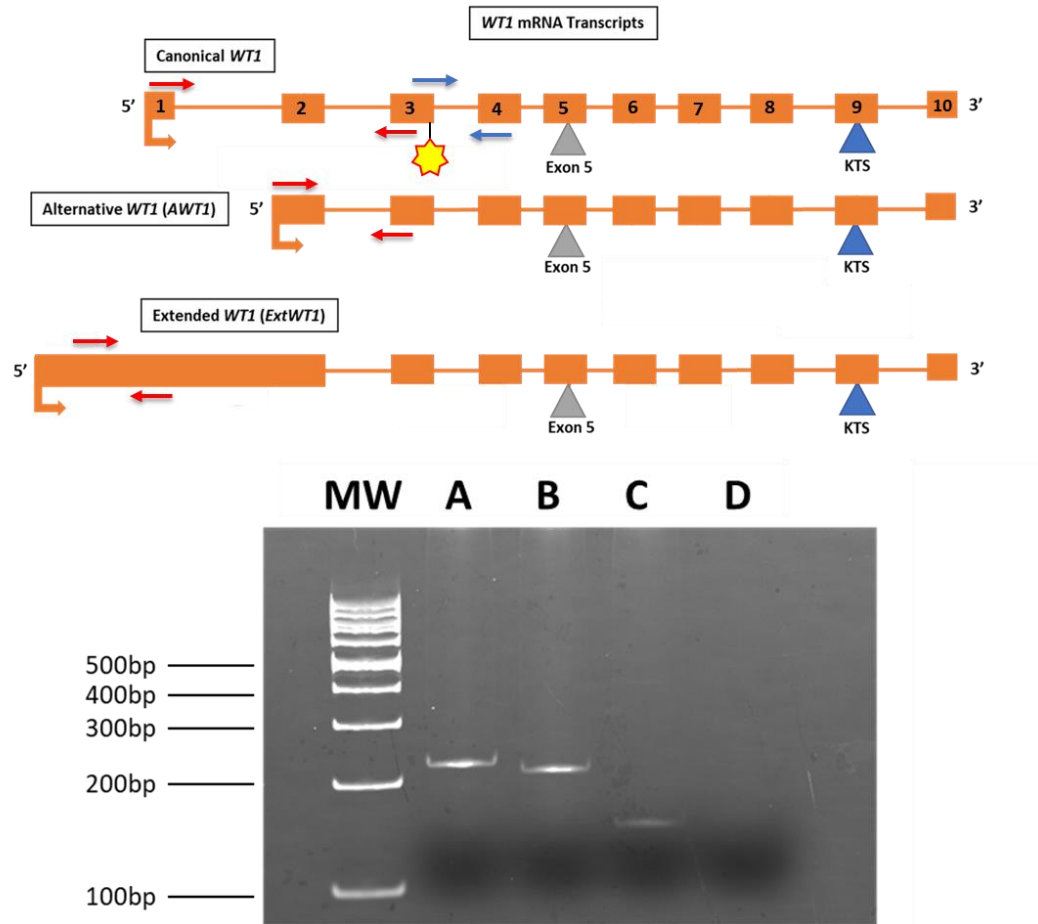 WT1 mRNA Transcripts
Canonical WT1
5’ 1 2 3 4 5 6 7 8 9 10 3’
Exon 5 KTS
Alternative WT1 (AWT1) 5’ 3’
Exon 5 KTS
Extended WT1 (ExtWT1)
5’ 3’
Exon 5 KTS
MW A B C D
500bp
400bp
300bp
200bp
100bp